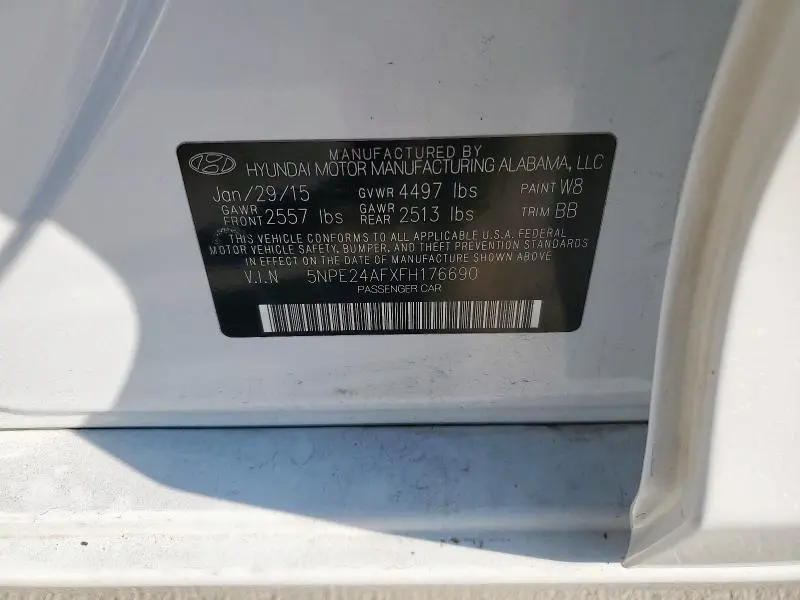 MANUFACTURED BY
HYUNDAI MOTOR MANUFACTURING ALABAMA, LLC
Jan/29/15 GVWR 4497 lbs PAINT W8
GAWR FRONT 2557 lbs GAWR REAR 2513 lbs TRIM BB
THIS VEHICLE CONFORMS TO ALL APPLICABLE U.S.A. FEDERAL
MOTOR VEHICLE SAFETY, BUMPER, AND THEFT PREVENTION STANDARDS
IN EFFECT ON THE DATE OF MANUFACTURE SHOWN ABOVE
V.I.N 5NPE24AFXFH176690
PASSENGER CAR